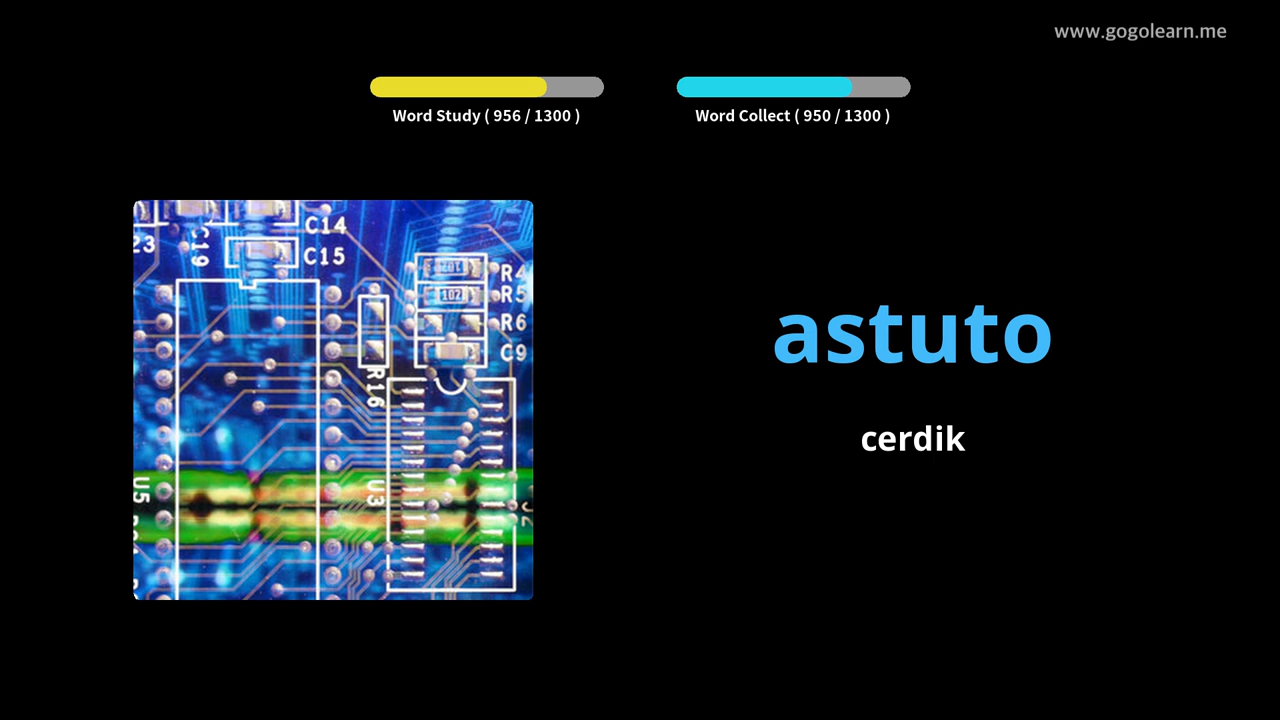 www.gogolearn.me
Word Study ( 956 / 1300 )
Word Collect ( 950 / 1300 )
C14
23
C19
C15
R4
R5
102
R6
C9
R16
U5
U3
astuto
cerdik